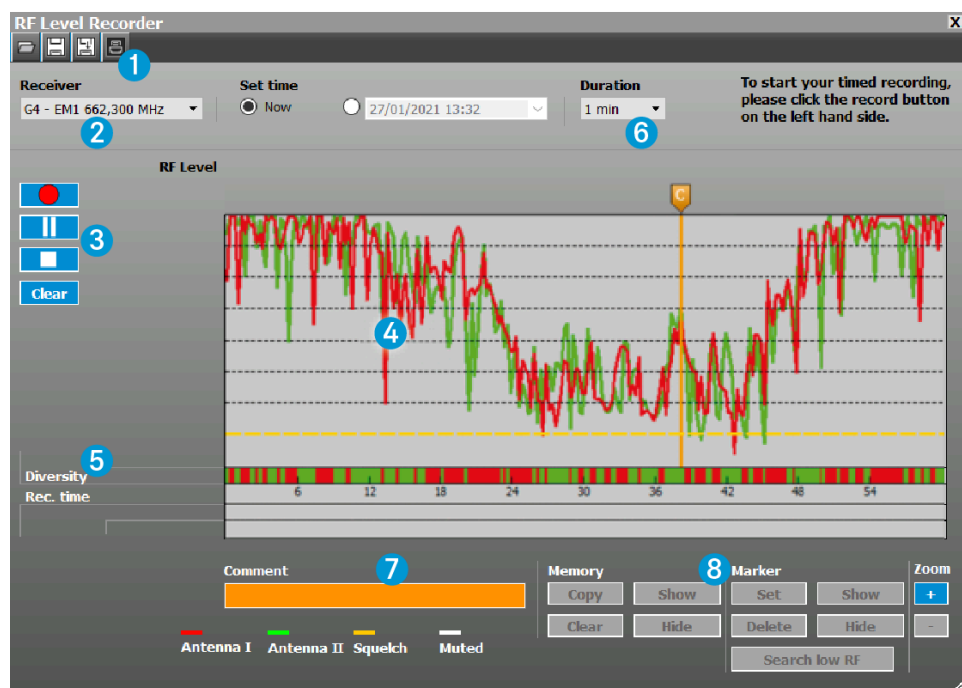 RF Level Recorder X
1
Receiver Set time Duration
To start your timed recording,
please click the record button
on the left hand side.
G4 - EM1 662,300 MHz Now 27/01/2021 13:32 1 min
2 6
RF Level
C
3
Clear
4
5
Diversity
Rec. time
6 12 18 24 30 36 42 48 54
Comment 7 Memory 8 Marker Zoom
Copy Show Set Show +
Clear Hide Delete Hide -
Antenna I Antenna II Squelch Muted
Search low RF